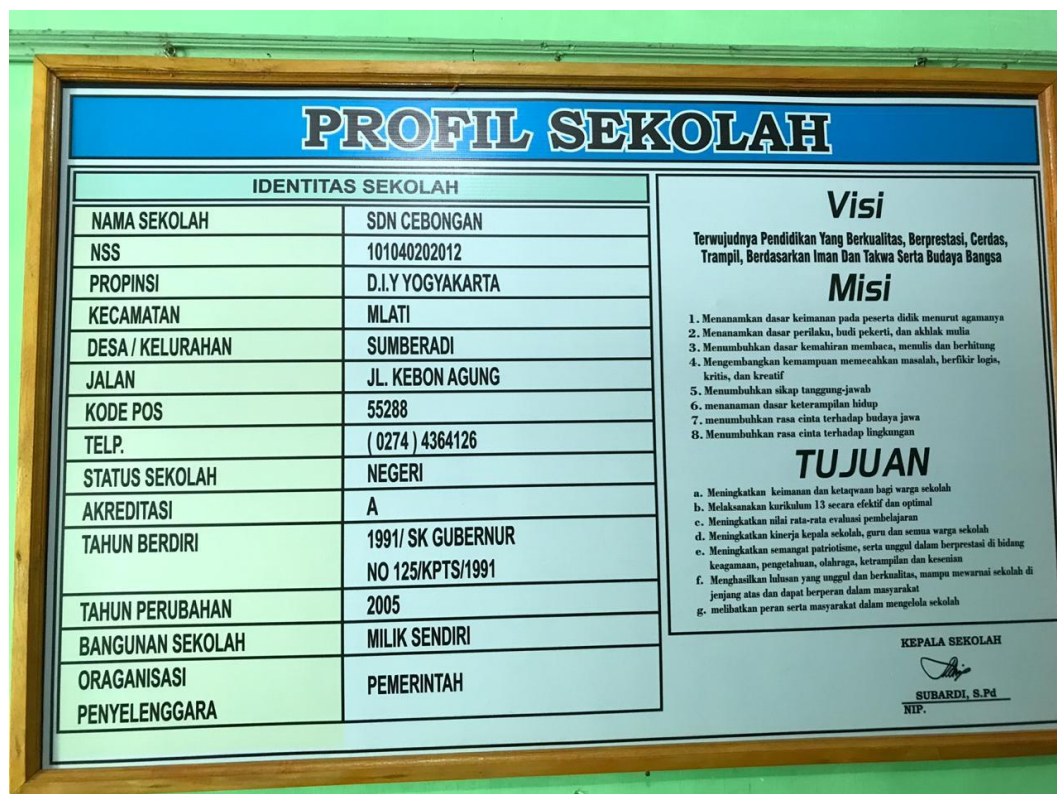 PROFIL SEKOLAH
IDENTITAS SEKOLAH
NAMA SEKOLAH SDN CEBONGAN
NSS 101040202012
PROPINSI D.I.Y YOGYAKARTA
KECAMATAN MLATI
DESA / KELURAHAN SUMBERADI
JALAN JL. KEBON AGUNG
KODE POS 55288
TELP. ( 0274 ) 4364126
STATUS SEKOLAH NEGERI
AKREDITASI A
TAHUN BERDIRI 1991/ SK GUBERNUR
NO 125/KPTS/1991
TAHUN PERUBAHAN 2005
BANGUNAN SEKOLAH MILIK SENDIRI
ORAGANISASI
PENYELENGGARA
PEMERINTAH
Visi
Terwujudnya Pendidikan Yang Berkualitas, Berprestasi, Cerdas,
Trampil, Berdasarkan Iman Dan Takwa Serta Budaya Bangsa
Misi
1. Menanamkan dasar keimanan pada peserta didik menurut agamanya
2. Menanamkan dasar perilaku, budi pekerti, dan akhlak mulia
3. Menumbuhkan dasar kemahiran membaca, menulis dan berhitung
4. Mengembangkan kemampuan memecahkan masalah, berfikir logis,
kritis, dan kreatif
5. Menumbuhkan sikap tanggung-jawab
6. menanaman dasar keterampilan hidup
7. menumbuhkan rasa cinta terhadap budaya jawa
8. Menumbuhkan rasa cinta terhadap lingkungan
TUJUAN
a. Meningkatkan keimanan dan ketaqwaan bagi warga sekolah
b. Melaksanakan kurikulum 13 secara efektif dan optimal
c. Meningkatkan nilai rata-rata evaluasi pembelajaran
d. Meningkatkan kinerja kepala sekolah, guru dan semua warga sekolah
e. Meningkatkan semangat patriotisme, serta unggul dalam berprestasi di bidang
keagamaan, pengetahuan, olahraga, ketrampilan dan kesenian
f. Menghasilkan lulusan yang unggul dan berkualitas, mampu mewarnai sekolah di
jenjang atas dan dapat berperan dalam masyarakat
g. melibatkan peran serta masyarakat dalam mengelola sekolah
KEPALA SEKOLAH
SUBARDI, S.Pd
NIP.